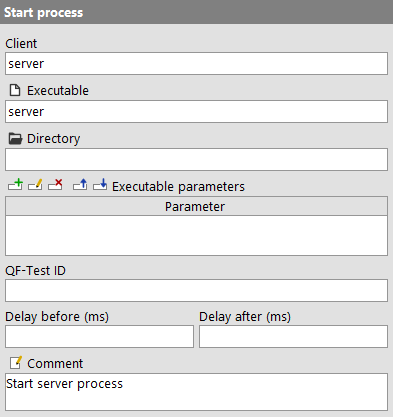 Start process
Client
server
Executable
server
Directory
Executable parameters
Parameter
QF-Test ID
Delay before (ms) Delay after (ms)
Comment
Start server process